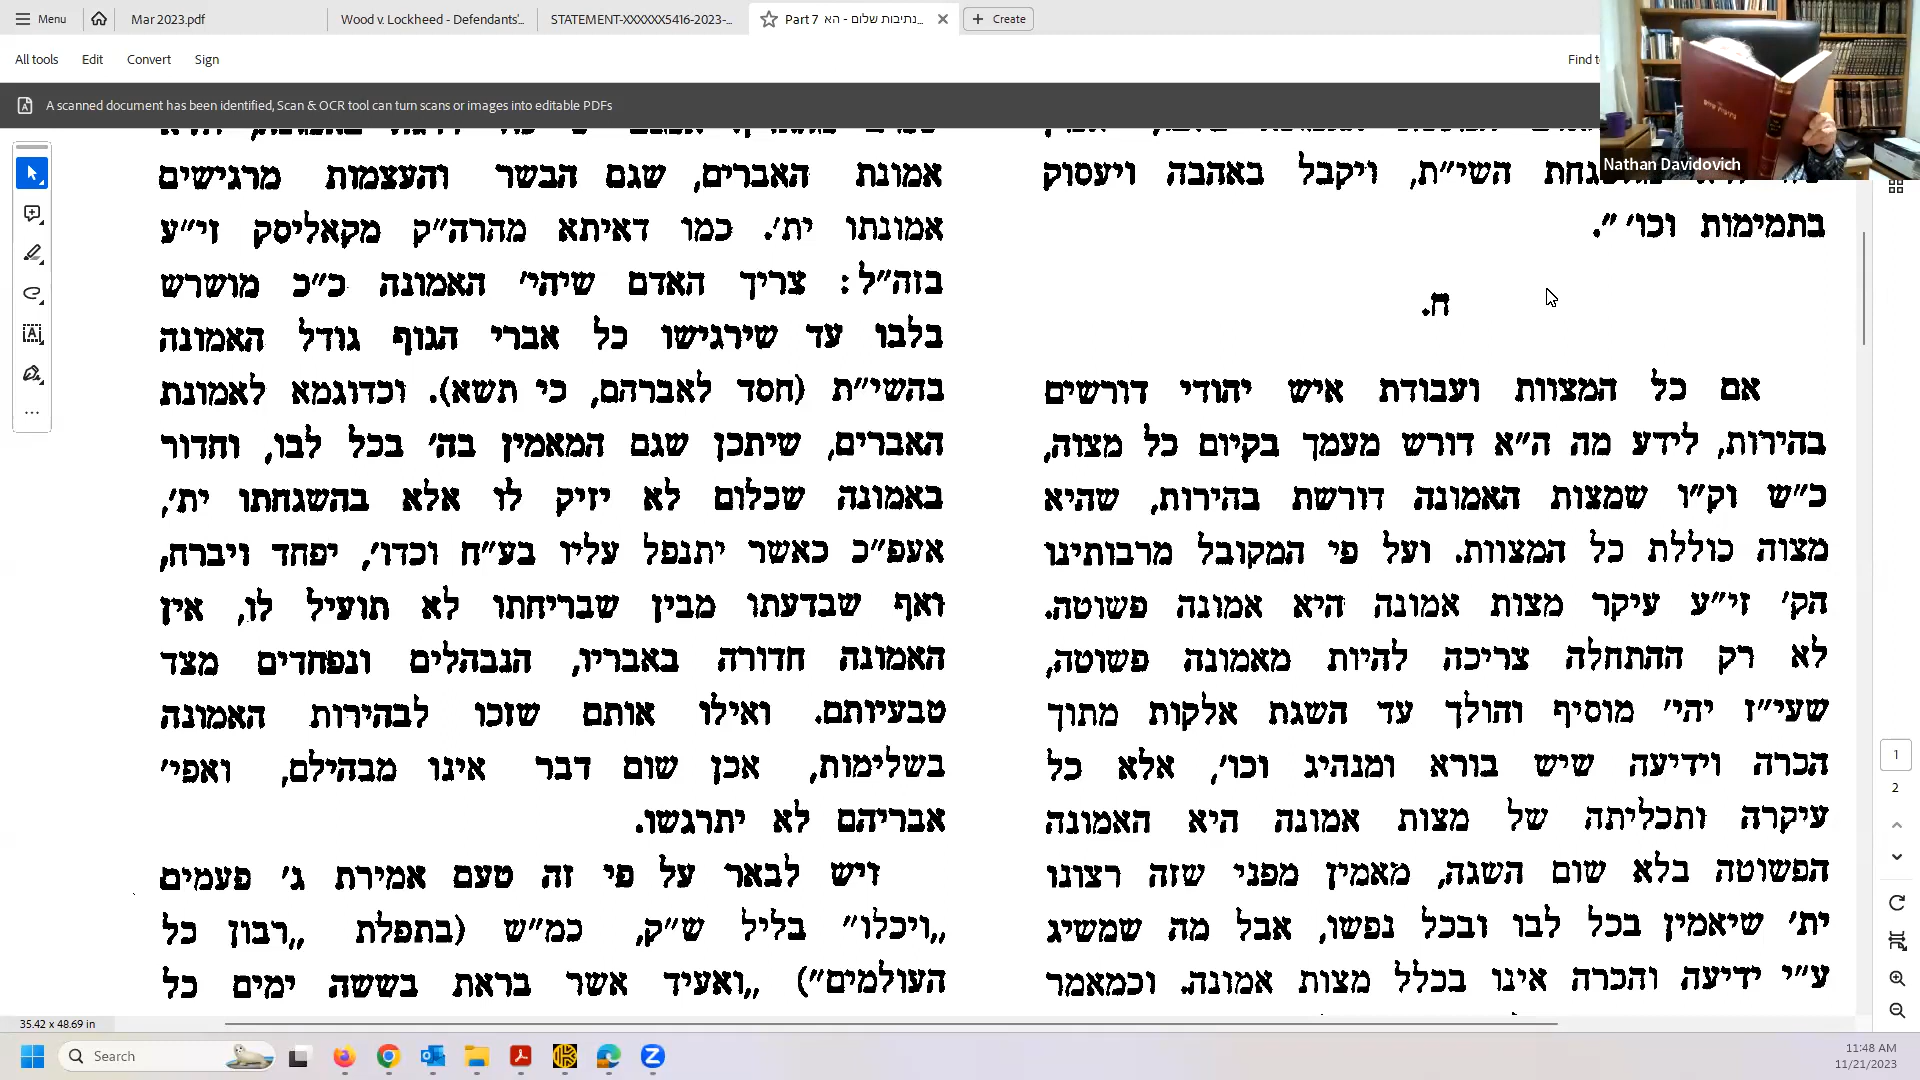 Menu
Mar 2023.pdf
Wood v. Lockheed - Defendants'...
STATEMENT-XXXXXX5416-2023-...
Part 7 נתיבות שלום - הא...
Create
All tools
Edit
Convert
Sign
Find t
A scanned document has been identified, Scan & OCR tool can turn scans or images into editable PDFs
Nathan Davidovich
השי״ת, ויקבל באהבה ויעסוק
בתמימות וכו׳״.
ח.
אם כל המצוות ועבודת איש יהודי דורשים
בהירות, לידע מה ה״א דורש מעמך בקיום כל מצוה,
כ״ש וק״ו שמצות האמונה דורשת בהירות, שהיא
מצוה כוללת כל המצוות. ועל פי המקובל מרבותינו
הק׳ זי״ע עיקר מצות אמונה היא אמונה פשוטה.
לא רק ההתחלה צריכה להיות מאמונה פשוטה,
שעי״ז יהי׳ מוסיף והולך עד השגת אלקות מתוך
הכרה וידיעה שיש בורא ומנהיג וכו׳, אלא כל
עיקרה ותכליתה של מצות אמונה היא האמונה
הפשוטה בלא שום השגה, מאמין מפני שזה רצונו
ית׳ שיאמין בכל לבו ובכל נפשו, אבל מה שמשיג
ע״י ידיעה והכרה אינו בכלל מצות אמונה. וכמאמר
אמונת האברים, שגם הבשר והעצמות מרגישים
אמונתו ית׳. כמו דאיתא מהרה״ק מקאליסק זי״ע
בזה״ל: צריך האדם שיהי׳ האמונה כ״כ מושרש
בלבו עד שירגישו כל אברי הגוף גודל האמונה
בהשי״ת (חסד לאברהם, כי תשא). וכדוגמא לאמונת
האברים, שיתכן שגם המאמין בה׳ בכל לבו, וחדור
באמונה שכלום לא יזיק לו אלא בהשגחתו ית׳,
אעפ״כ כאשר יתנפל עליו בע״ח וכדו׳, יפחד ויברח,
ואף שבדעתו מבין שבריחתו לא תועיל לו, אין
האמונה חדורה באבריו, הנבהלים ונפחדים מצד
טבעיותם. ואילו אותם שזכו לבהירות האמונה
בשלימות, אכן שום דבר אינו מבהילם, ואפי׳
אבריהם לא יתרגשו.
ויש לבאר על פי זה טעם אמירת ג׳ פעמים
„ויכלו״ בליל ש״ק, כמ״ש (בתפלת „רבון כל
העולמים״) „ואעיד אשר בראת בששה ימים כל
1
2
35.42 x 48.69 in
Search
11:48 AM
11/21/2023